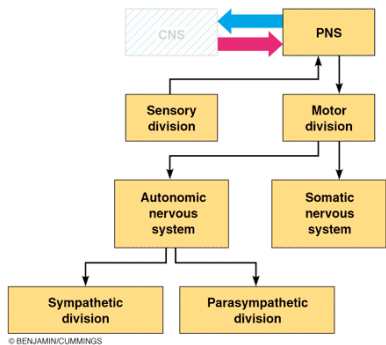 CNS
PNS
Sensory
division
Motor
division
Autonomic
nervous
system
Somatic
nervous
system
Sympathetic
division
Parasympathetic
division
© BENJAMIN/CUMMINGS